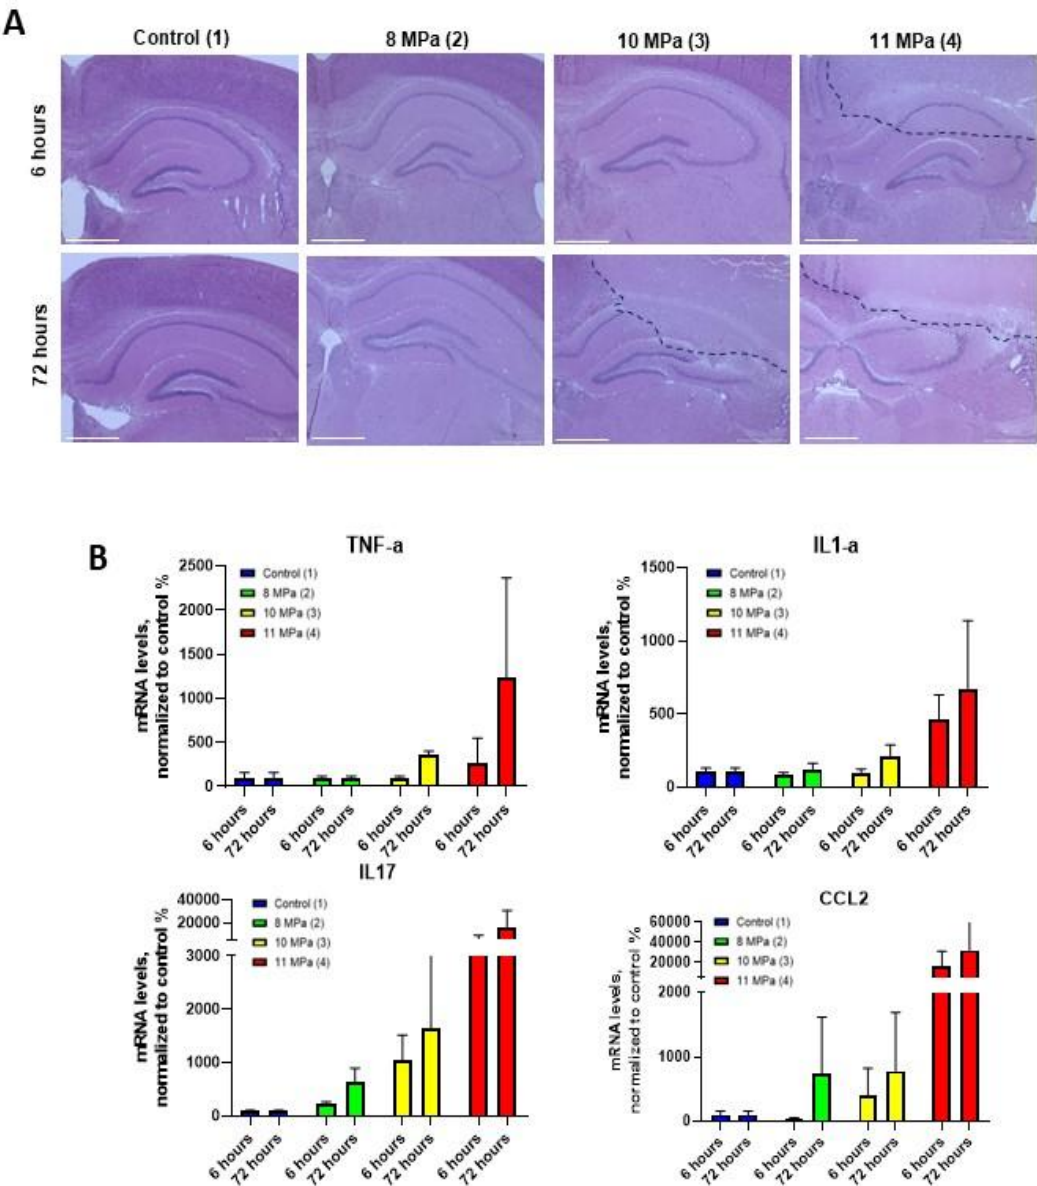 A
Control (1) 8 MPa (2) 10 MPa (3) 11 MPa (4)
6 hours
72 hours
B
TNF-a
mRNA levels,
normalized to control %
2500
2000
1500
1000
500
0
Control (1)
8 MPa (2)
10 MPa (3)
11 MPa (4)
6 hours 72 hours 6 hours 72 hours 6 hours 72 hours 6 hours 72 hours
IL1-a
mRNA levels,
normalized to control %
1500
1000
500
0
Control (1)
8 MPa (2)
10 MPa (3)
11 MPa (4)
6 hours 72 hours 6 hours 72 hours 6 hours 72 hours 6 hours 72 hours
IL17
mRNA levels,
normalized to control %
40000
20000
3000
2000
1000
0
Control (1)
8 MPa (2)
10 MPa (3)
11 MPa (4)
6 hours 72 hours 6 hours 72 hours 6 hours 72 hours 6 hours 72 hours
CCL2
mRNA levels,
normalized to control %
60000
40000
20000
2000
1000
0
Control (1)
8 MPa (2)
10 MPa (3)
11 MPa (4)
6 hours 72 hours 6 hours 72 hours 6 hours 72 hours 6 hours 72 hours